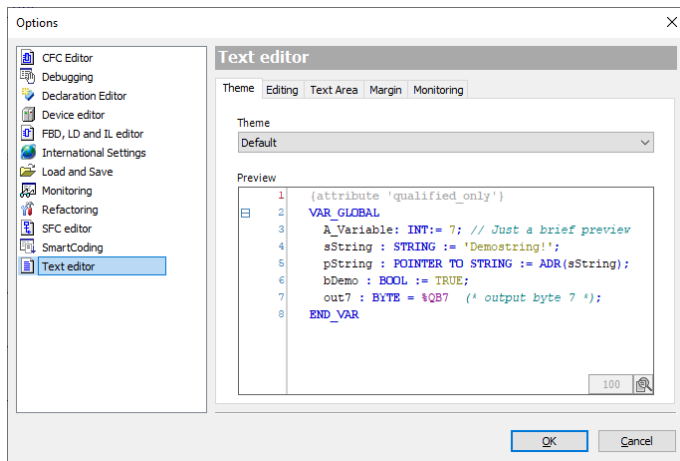 Options
CFC Editor
Debugging
Declaration Editor
Device editor
FBD, LD and IL editor
International Settings
Load and Save
Monitoring
Refactoring
SFC editor
SmartCoding
Text editor
Text editor
Theme Editing Text Area Margin Monitoring
Theme
Default
Preview
1 {attribute 'qualified_only'}
2 VAR_GLOBAL
3 A_Variable: INT:= 7; // Just a brief preview
4 sString : STRING := 'Demostring!';
5 pString : POINTER TO STRING := ADR(sString);
6 bDemo : BOOL := TRUE;
7 out7 : BYTE = %QB7 (* output byte 7 *);
8 END_VAR
100
OK Cancel